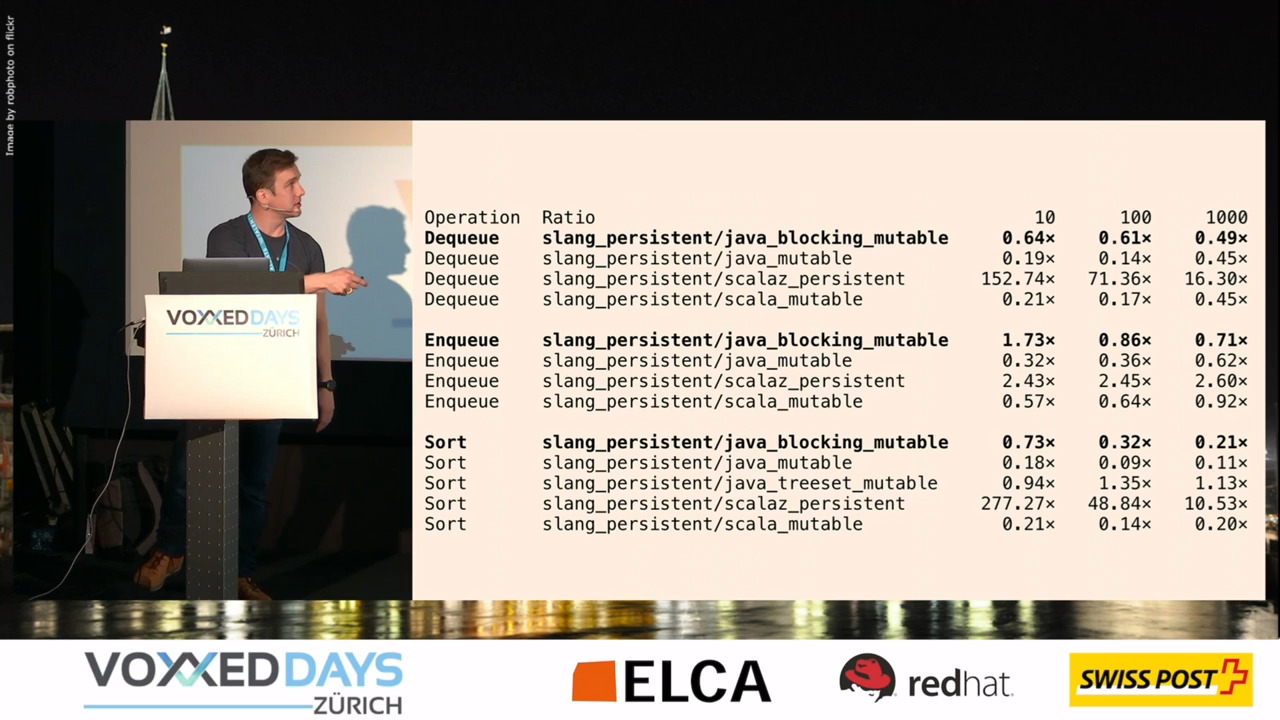 Image by robphoto on flickr
Operation Ratio 10 100 1000
Dequeue slang_persistent/java_blocking_mutable 0.64× 0.61× 0.49×
Dequeue slang_persistent/java_mutable 0.19× 0.14× 0.45×
Dequeue slang_persistent/scalaz_persistent 152.74× 71.36× 16.30×
Dequeue slang_persistent/scala_mutable 0.21× 0.17× 0.45×
Enqueue slang_persistent/java_blocking_mutable 1.73× 0.86× 0.71×
Enqueue slang_persistent/java_mutable 0.32× 0.36× 0.62×
Enqueue slang_persistent/scalaz_persistent 2.43× 2.45× 2.60×
Enqueue slang_persistent/scala_mutable 0.57× 0.64× 0.92×
Sort slang_persistent/java_blocking_mutable 0.73× 0.32× 0.21×
Sort slang_persistent/java_mutable 0.18× 0.09× 0.11×
Sort slang_persistent/java_treeset_mutable 0.94× 1.35× 1.13×
Sort slang_persistent/scalaz_persistent 277.27× 48.84× 10.53×
Sort slang_persistent/scala_mutable 0.21× 0.14× 0.20×
VOXXED DAYS
ZÜRICH
VOXXED DAYS
ZÜRICH
ELCA
redhat.
SWISS POST